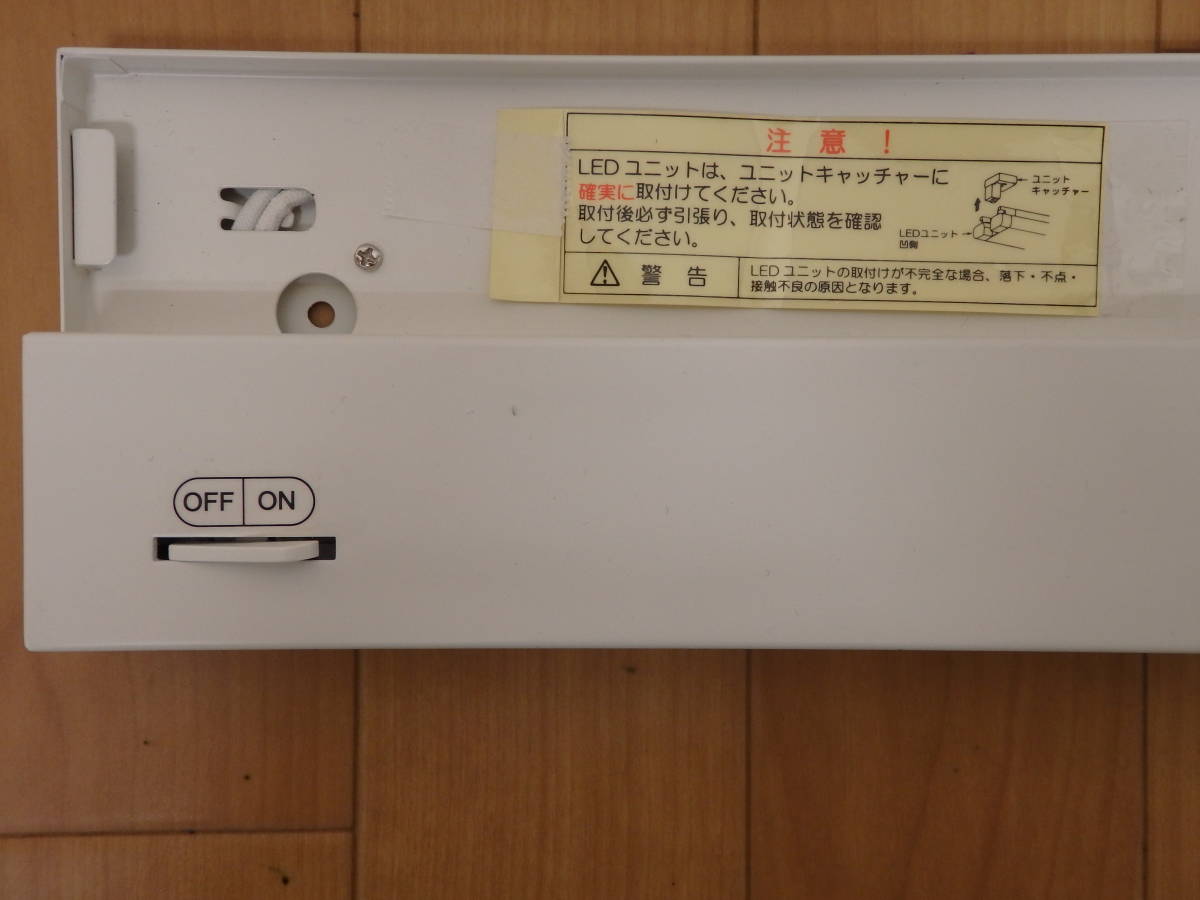 注意！
LEDユニットは、ユニットキャッチャーに
確実に取付けてください。
取付後必ず引張り、取付状態を確認
してください。
ユニット
キャッチャー
LEDユニット
凹側
警告
LEDユニットの取付けが不完全な場合、落下・不点・
接触不良の原因となります。
OFF ON